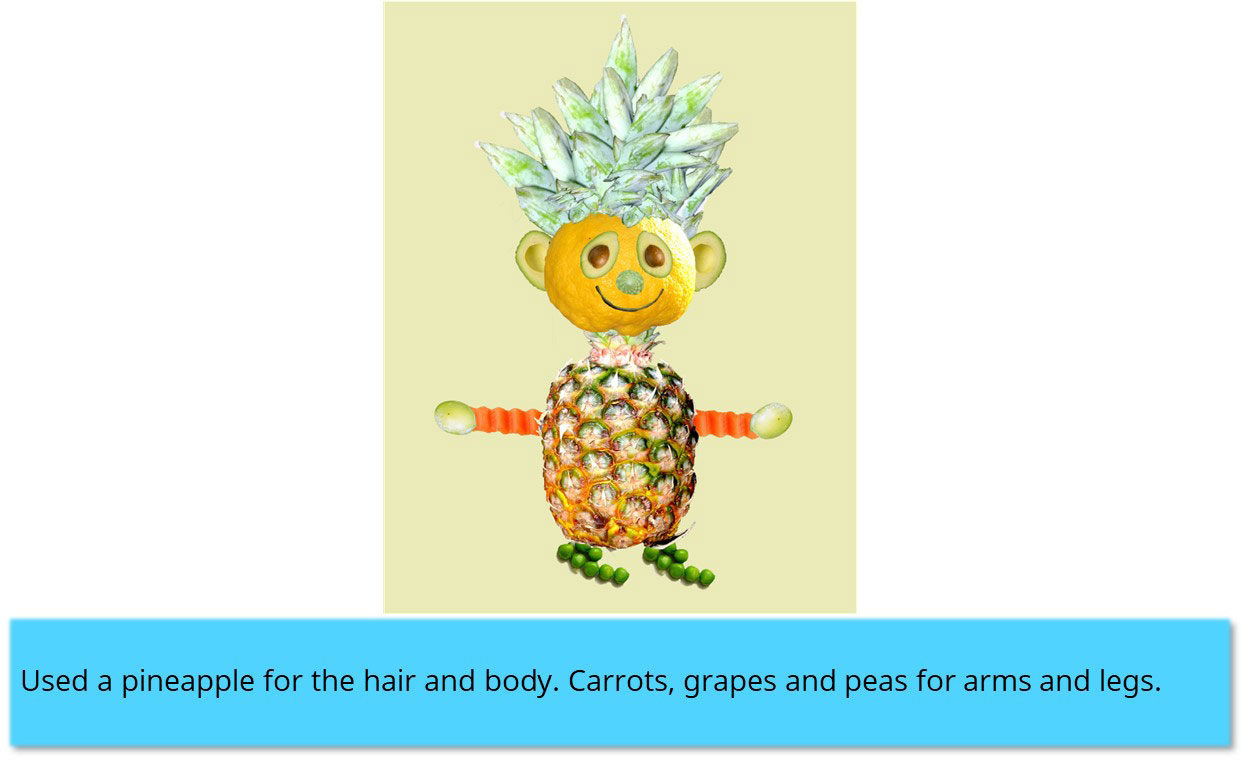 Used a pineapple for the hair and body. Carrots, grapes and peas for arms and legs.